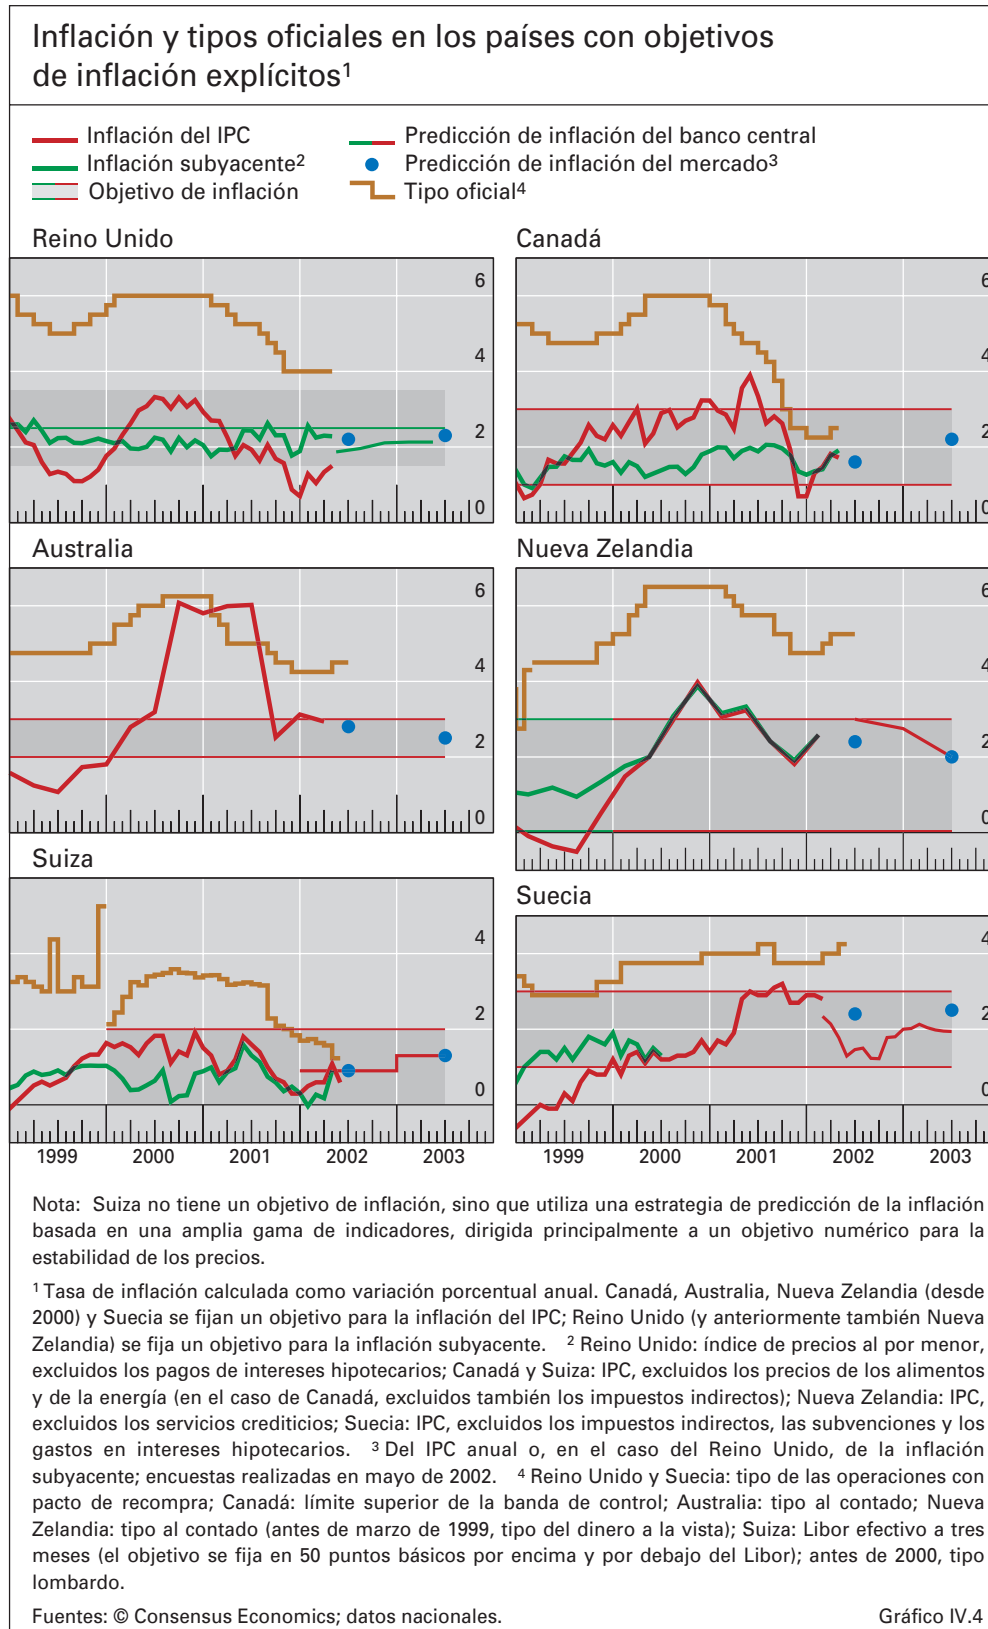 Inflación y tipos oficiales en los países con objetivos
de inflación explícitos¹
Inflación del IPC
Predicción de inflación del banco central
Inflación subyacente²
Predicción de inflación del mercado³
Objetivo de inflación
Tipo oficial⁴
Reino Unido
6
4
2
0
Canadá
6
4
2
0
Australia
6
4
2
0
Nueva Zelandia
6
4
2
0
Suiza
4
2
0
1999 2000 2001 2002 2003
Suecia
4
2
0
1999 2000 2001 2002 2003
Nota: Suiza no tiene un objetivo de inflación, sino que utiliza una estrategia de predicción de la inflación
basada en una amplia gama de indicadores, dirigida principalmente a un objetivo numérico para la
estabilidad de los precios.
¹ Tasa de inflación calculada como variación porcentual anual. Canadá, Australia, Nueva Zelandia (desde
2000) y Suecia se fijan un objetivo para la inflación del IPC; Reino Unido (y anteriormente también Nueva
Zelandia) se fija un objetivo para la inflación subyacente. ² Reino Unido: índice de precios al por menor,
excluidos los pagos de intereses hipotecarios; Canadá y Suiza: IPC, excluidos los precios de los alimentos
y de la energía (en el caso de Canadá, excluidos también los impuestos indirectos); Nueva Zelandia: IPC,
excluidos los servicios crediticios; Suecia: IPC, excluidos los impuestos indirectos, las subvenciones y los
gastos en intereses hipotecarios. ³ Del IPC anual o, en el caso del Reino Unido, de la inflación
subyacente; encuestas realizadas en mayo de 2002. ⁴ Reino Unido y Suecia: tipo de las operaciones con
pacto de recompra; Canadá: límite superior de la banda de control; Australia: tipo al contado; Nueva
Zelandia: tipo al contado (antes de marzo de 1999, tipo del dinero a la vista); Suiza: Libor efectivo a tres
meses (el objetivo se fija en 50 puntos básicos por encima y por debajo del Libor); antes de 2000, tipo
lombardo.
Fuentes: © Consensus Economics; datos nacionales.
Gráfico IV.4